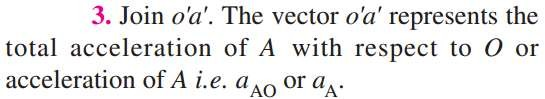 3. Join o'a'. The vector o'a' represents the
total acceleration of A with respect to O or
acceleration of A i.e. aAO or aA.